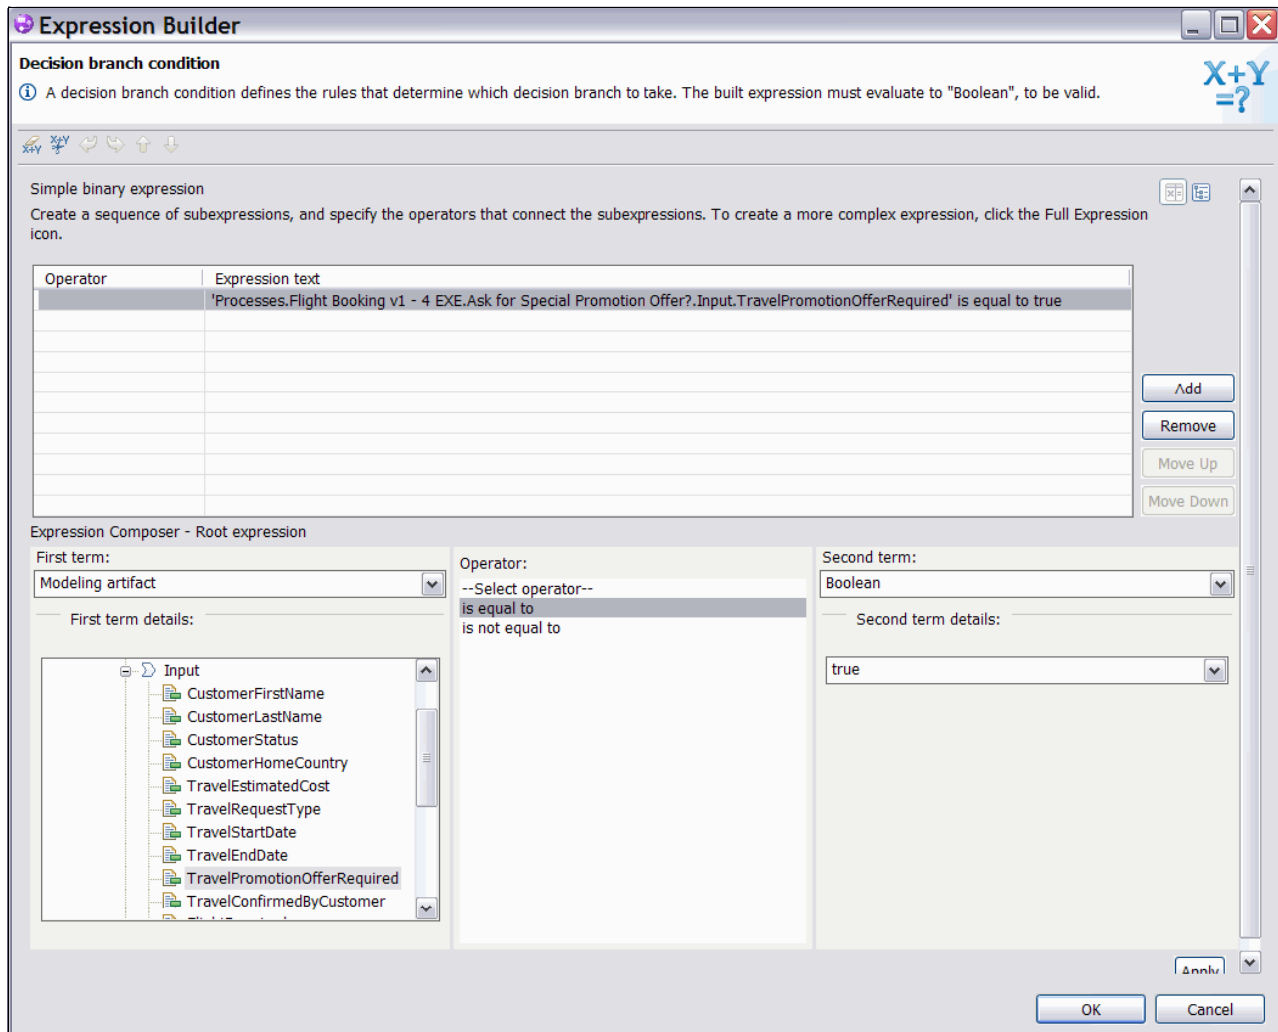 Expression Builder
Decision branch condition
A decision branch condition defines the rules that determine which decision branch to take. The built expression must evaluate to "Boolean", to be valid.
X+Y
=?
X+Y X+Y
Simple binary expression
Create a sequence of subexpressions, and specify the operators that connect the subexpressions. To create a more complex expression, click the Full Expression
icon.
Operator Expression text
'Processes.Flight Booking v1 - 4 EXE.Ask for Special Promotion Offer?.Input.TravelPromotionOfferRequired' is equal to true
Add
Remove
Move Up
Move Down
Expression Composer - Root expression
First term:
Modeling artifact
First term details:
Input
CustomerFirstName
CustomerLastName
CustomerStatus
CustomerHomeCountry
TravelEstimatedCost
TravelRequestType
TravelStartDate
TravelEndDate
TravelPromotionOfferRequired
TravelConfirmedByCustomer
Operator:
--Select operator--
is equal to
is not equal to
Second term:
Boolean
Second term details:
true
Apply
OK Cancel